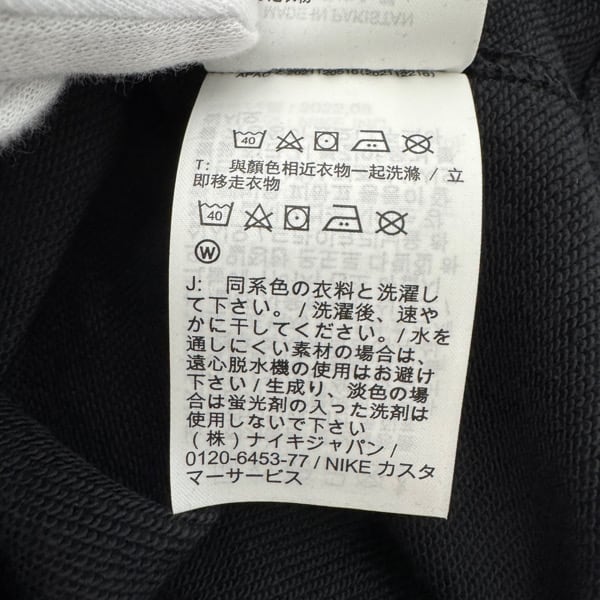 MADE IN PAKISTAN
T: 與顏色相近衣物一起洗滌 / 立
即移走衣物
40
40
W
J: 同系色の衣料と洗濯し
て下さい。/ 洗濯後、速や
かに干してください。/ 水を
通しにくい素材の場合は、
遠心脱水機の使用はお避け
下さい / 生成り、淡色の場
合は蛍光剤の入った洗剤は
使用しないで下さい
(株) ナイキジャパン /
0120-6453-77 / NIKE カスタ
マーサービス